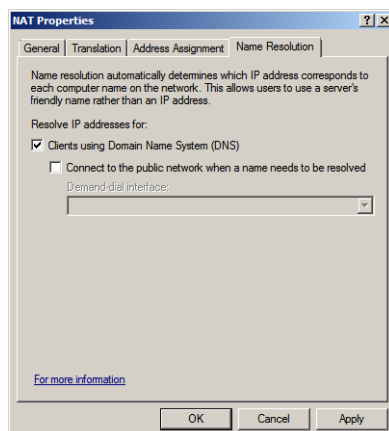 NAT Properties
General Translation Address Assignment Name Resolution
Name resolution automatically determines which IP address corresponds to
each computer name on the network. This allows users to use a server's
friendly name rather than an IP address.
Resolve IP addresses for:
Clients using Domain Name System (DNS)
Connect to the public network when a name needs to be resolved
Demand-dial interface:
For more information
OK Cancel Apply